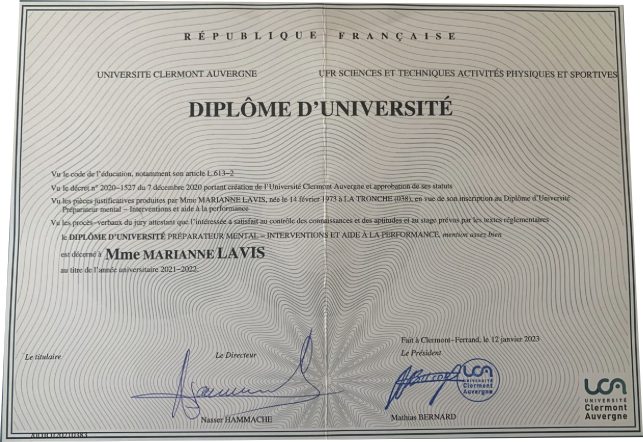 RÉPUBLIQUE FRANÇAISE
UNIVERSITE CLERMONT AUVERGNE
UFR SCIENCES ET TECHNIQUES ACTIVITÉS PHYSIQUES ET SPORTIVES
DIPLÔME D'UNIVERSITÉ
Vu le code de l'éducation, notamment son article L.613-2
Vu le décret n° 2020-1527 du 7 décembre 2020 portant création de l'Université Clermont Auvergne et approbation de ses statuts
Vu les pièces justificatives produites par Mme MARIANNE LAVIS, née le 14 février 1973 à LA TRONCHE (038), en vue de son inscription au Diplôme d'Université
Préparateur mental – Interventions et aide à la performance
Vu les procès-verbaux du jury attestant que l'intéressée a satisfait au contrôle des connaissances et des aptitudes et au stage prévus par les textes réglementaires
le DIPLÔME D'UNIVERSITÉ PRÉPARATEUR MENTAL – INTERVENTIONS ET AIDE À LA PERFORMANCE, mention assez bien
est décerné à Mme MARIANNE LAVIS
au titre de l'année universitaire 2021-2022.
Fait à Clermont-Ferrand, le 12 janvier 2023
Le titulaire
Le Directeur
Le Président
UCA
UNIVERSITÉ
Clermont
Auvergne
Nasser HAMMACHE
Mathias BERNARD
UCA
UNIVERSITÉ
Clermont
Auvergne